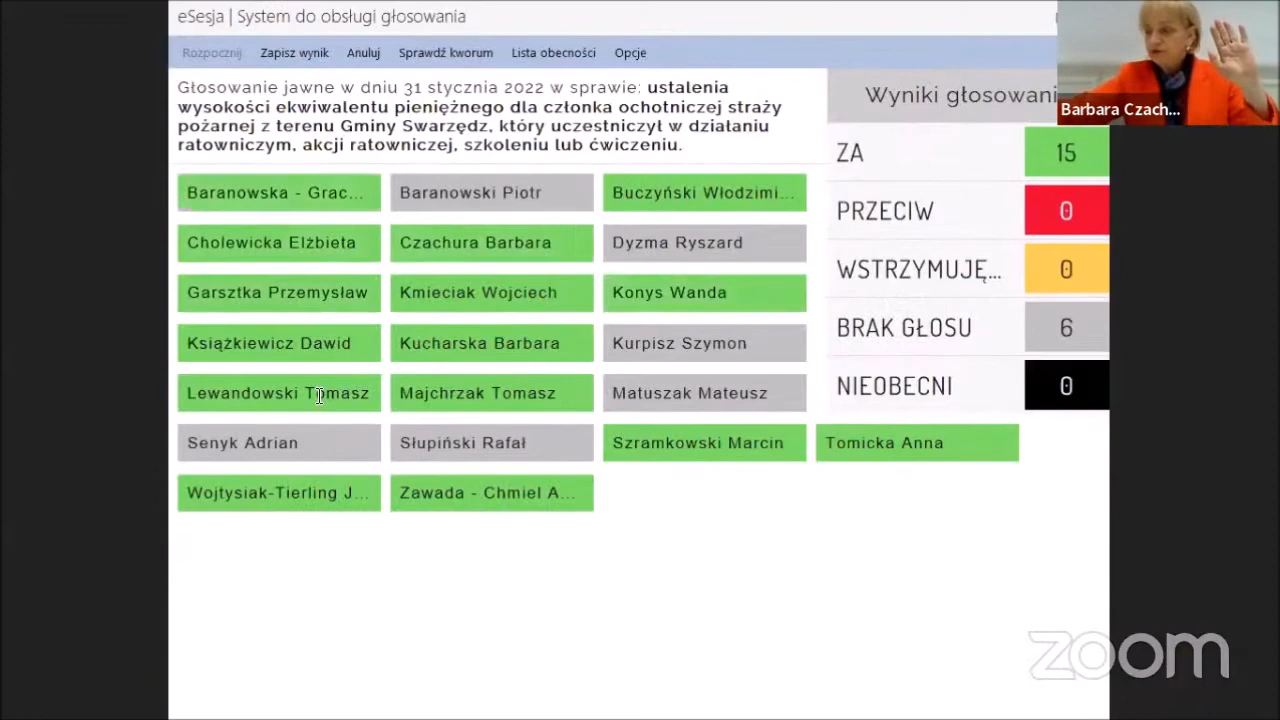 eSesja | System do obsługi głosowania
Rozpocznij Zapisz wynik Anuluj Sprawdź kworum Lista obecności Opcje
Głosowanie jawne w dniu 31 stycznia 2022 w sprawie: ustalenia
wysokości ekwiwalentu pieniężnego dla członka ochotniczej straży
pożarnej z terenu Gminy Swarzędz, który uczestniczył w działaniu
ratowniczym, akcji ratowniczej, szkoleniu lub ćwiczeniu.
Baranowska - Grac... Baranowski Piotr Buczyński Włodzimi...
Cholewicka Elżbieta Czachura Barbara Dyzma Ryszard
Garsztka Przemysław Kmieciak Wojciech Konys Wanda
Książkiewicz Dawid Kucharska Barbara Kurpisz Szymon
Lewandowski Tomasz Majchrzak Tomasz Matuszak Mateusz
Senyk Adrian Słupiński Rafał Szramkowski Marcin Tomicka Anna
Wojtysiak-Tierling J... Zawada - Chmiel A...
Wyniki głosowani
ZA 15
PRZECIW 0
WSTRZYMUJĘ... 0
BRAK GŁOSU 6
NIEOBECNI 0
Barbara Czach...
zoom